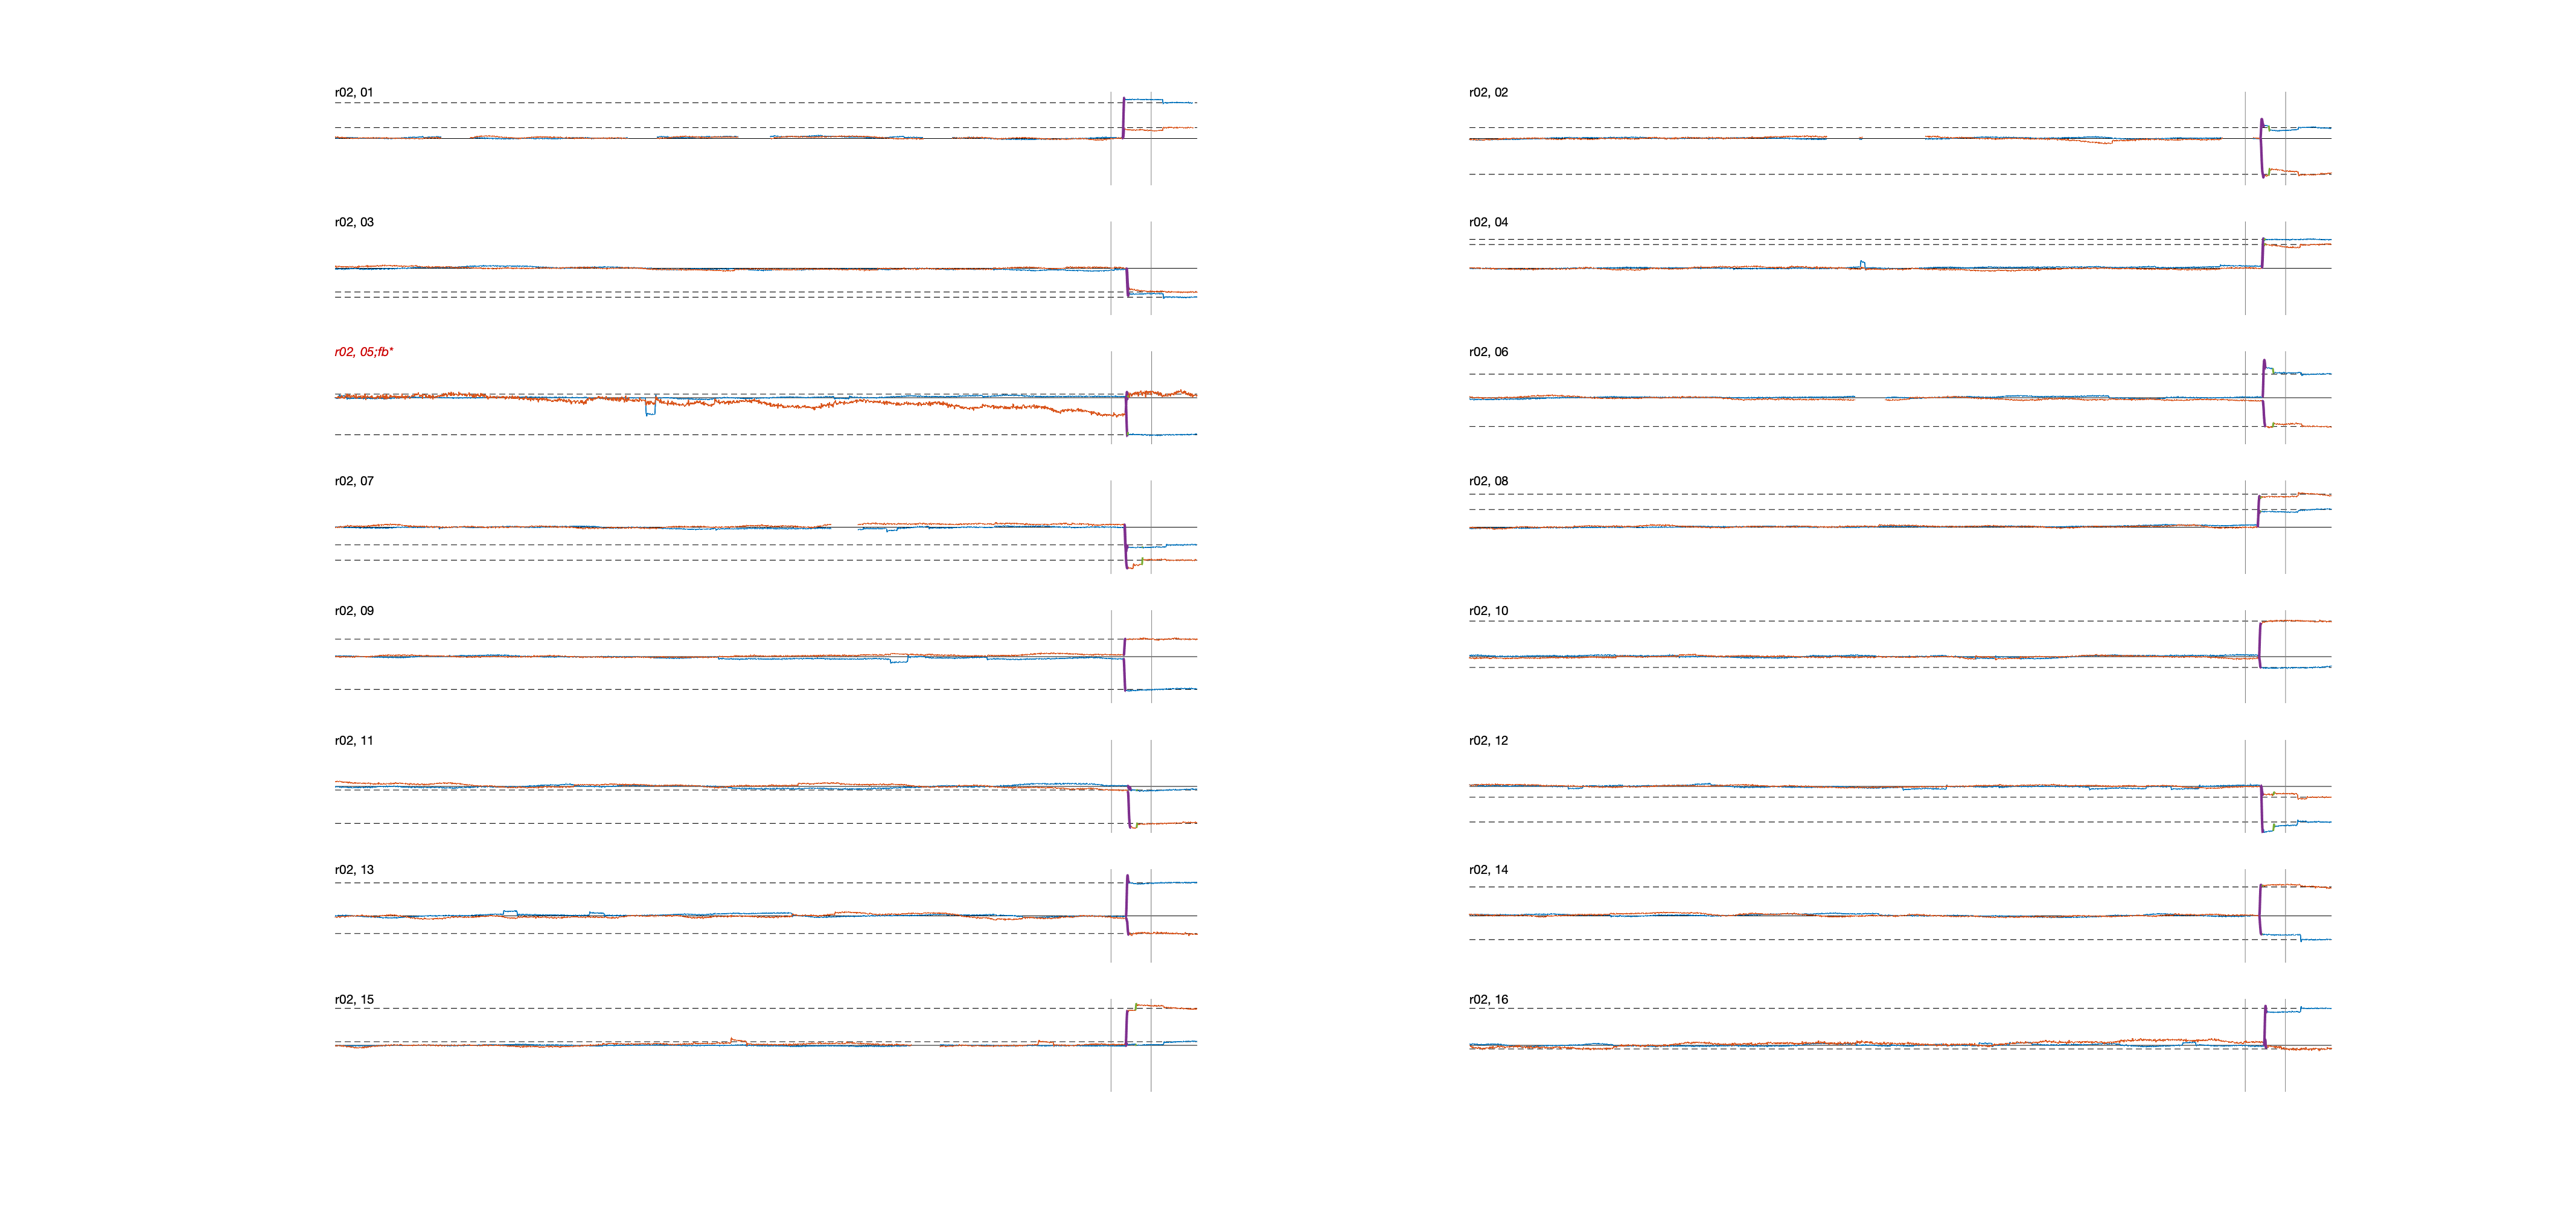 r02, 01
r02, 02
r02, 03
r02, 04
r02, 05;fb*
r02, 06
r02, 07
r02, 08
r02, 09
r02, 10
r02, 11
r02, 12
r02, 13
r02, 14
r02, 15
r02, 16